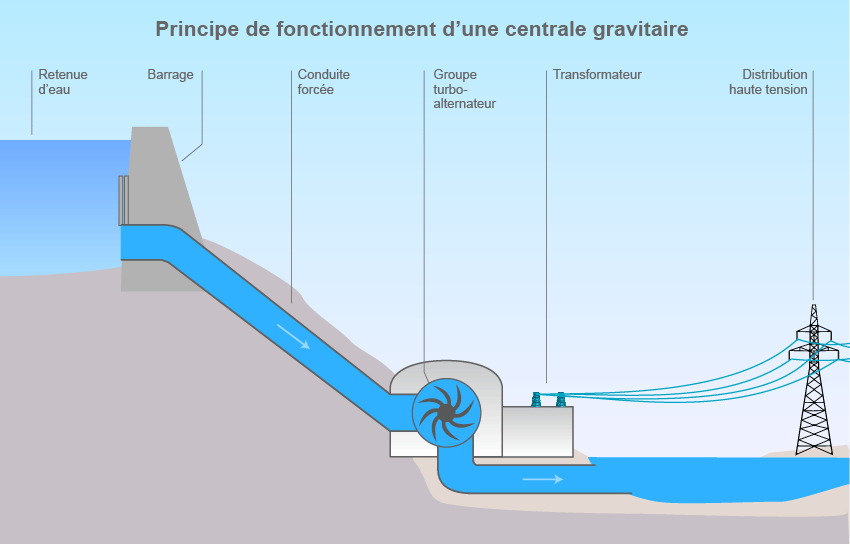 Principe de fonctionnement d’une centrale gravitaire
Retenue
d’eau
Barrage
Conduite
forcée
Groupe
turbo-
alternateur
Transformateur
Distribution
haute tension